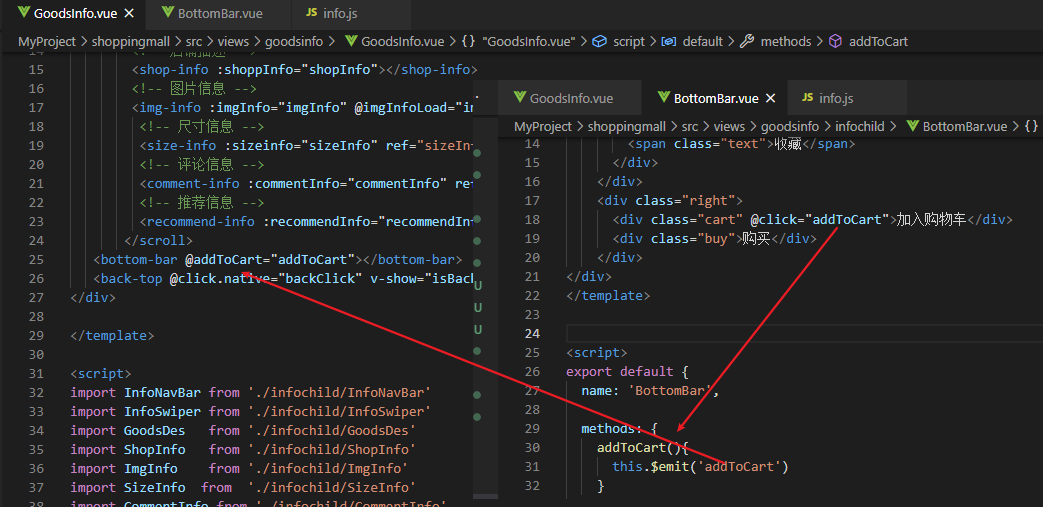 GoodsInfo.vue BottomBar.vue JS info.js
MyProject > shoppingmall > src > views > goodsinfo > GoodsInfo.vue > {} "GoodsInfo.vue" > script > default > methods > addToCart
15 <shop-info :shoppInfo="shopInfo"></shop-info>
16 <!-- 图片信息 -->
17 <img-info :imgInfo="imgInfo" @imgInfoLoad="i
18 <!-- 尺寸信息 -->
19 <size-info :sizeinfo="sizeInfo" ref="sizeIn
20 <!-- 评论信息 -->
21 <comment-info :commentInfo="commentInfo" re
22 <!-- 推荐信息 -->
23 <recommend-info :recommendInfo="recommendIn
24 </scroll>
25 <bottom-bar @addToCart="addToCart"></bottom-bar>
26 <back-top @click.native="backClick" v-show="isBac
27 </div>
28
29 </template>
30
31 <script>
32 import InfoNavBar from './infochild/InfoNavBar'
33 import InfoSwiper from './infochild/InfoSwiper'
34 import GoodsDes from './infochild/GoodsDes'
35 import ShopInfo from './infochild/ShopInfo'
36 import ImgInfo from './infochild/ImgInfo'
37 import SizeInfo from './infochild/SizeInfo'
38 import CommentInfo from './infochild/CommentInfo'
U
U
U
GoodsInfo.vue BottomBar.vue JS info.js
MyProject > shoppingmall > src > views > goodsinfo > infochild > BottomBar.vue > {}
14 <span class="text">收藏</span>
15 </div>
16 </div>
17 <div class="right">
18 <div class="cart" @click="addToCart">加入购物车</div>
19 <div class="buy">购买</div>
20 </div>
21 </div>
22 </template>
23
24
25 <script>
26 export default {
27 name: 'BottomBar',
28
29 methods: {
30 addToCart(){
31 this.$emit('addToCart')
32 }